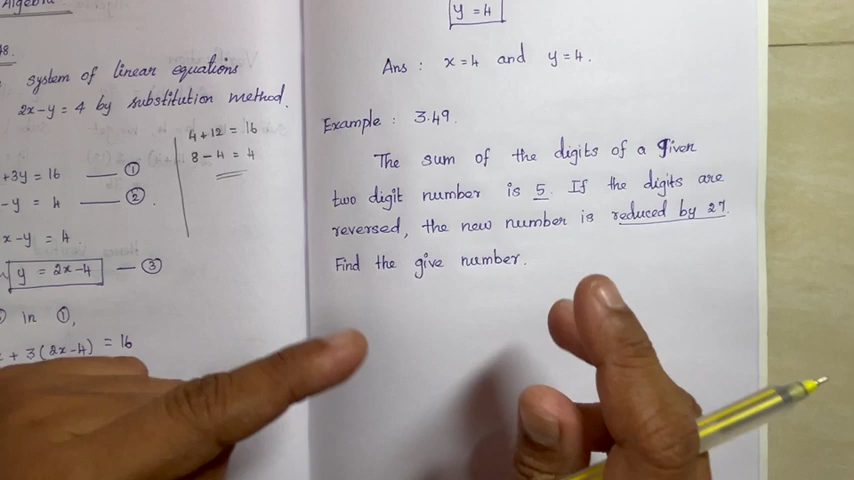 Algebra
48.
system of linear equations
2x-y = 4 by substitution method.
4+12 = 16
8-4 = 4
+3y = 16 ①
-y = 4 ②.
x-y = 4
y = 2x-4 ③
in ①,
+ 3(2x-4) = 16
y = 4
Ans : x=4 and y=4.
Example : 3.49.
The sum of the digits of a given
two digit number is 5. If the digits are
reversed, the new number is reduced by 27.
Find the give number.